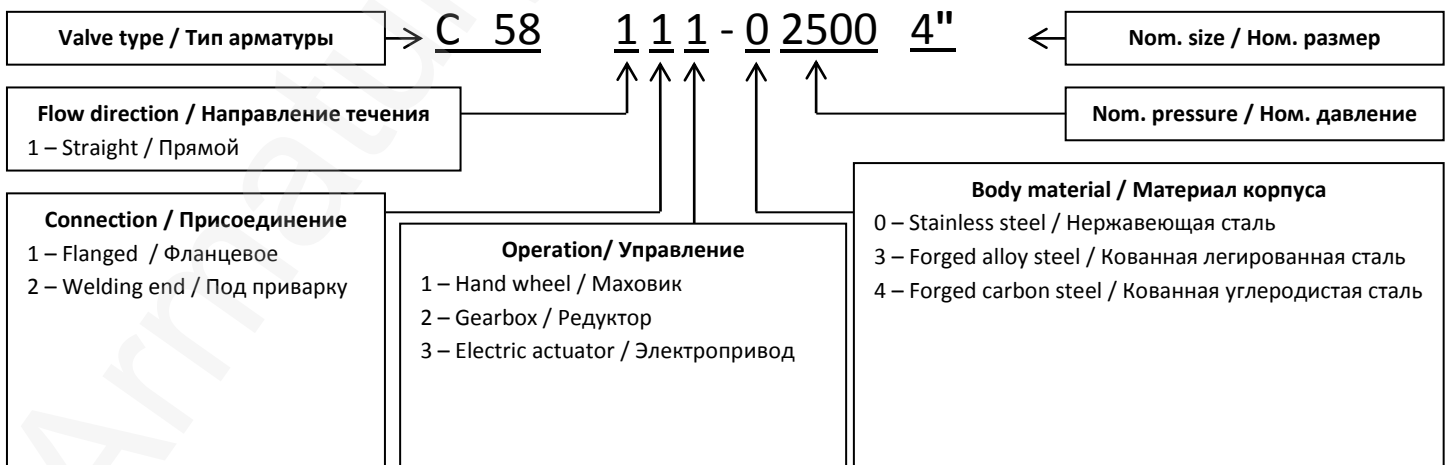 Valve type / Тип арматуры
C 58 111-0 2500 4"
Nom. size / Ном. размер
Flow direction / Направление течения
1 – Straight / Прямой
Nom. pressure / Ном. давление
Connection / Присоединение
1 – Flanged / Фланцевое
2 – Welding end / Под приварку
Operation/ Управление
1 – Hand wheel / Маховик
2 – Gearbox / Редуктор
3 – Electric actuator / Электропривод
Body material / Материал корпуса
0 – Stainless steel / Нержавеющая сталь
3 – Forged alloy steel / Кованная легированная сталь
4 – Forged carbon steel / Кованная углеродистая сталь